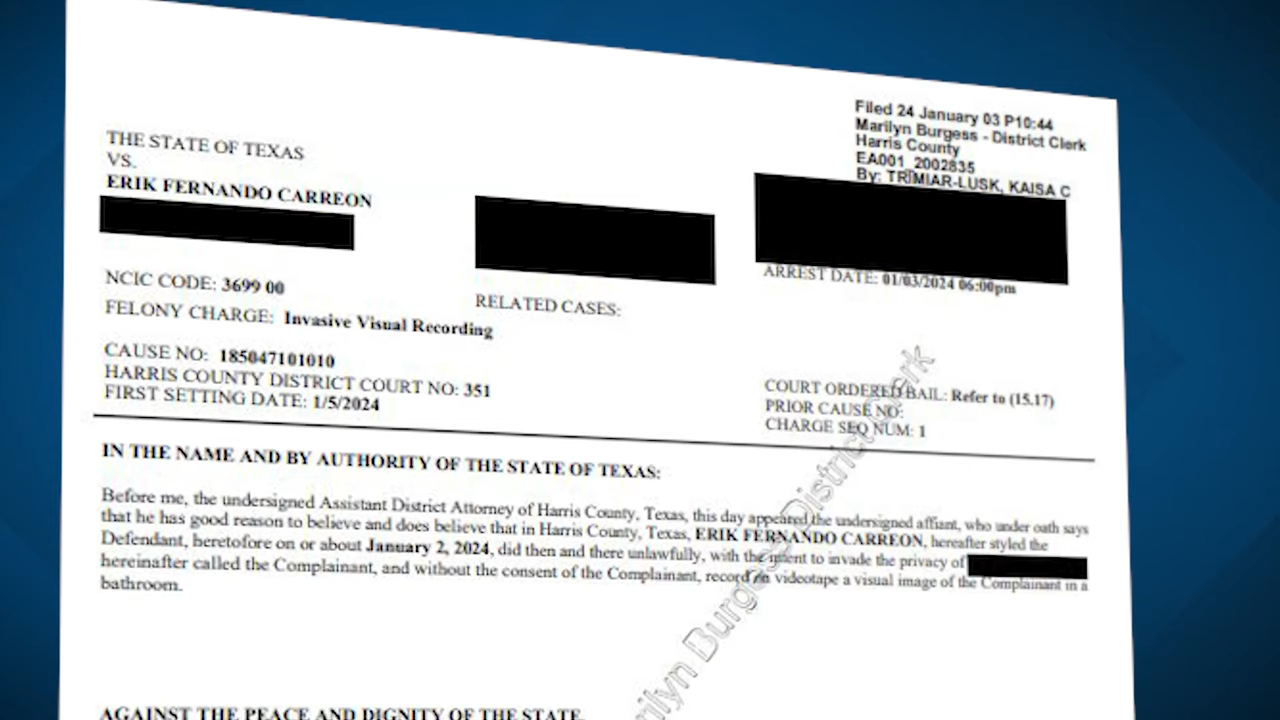 Filed 24 January 03 P10:44
Marilyn Burgess - District Clerk
Harris County
EA001_2002835
By: TRIMIAR-LUSK, KAISA C
THE STATE OF TEXAS
VS.
ERIK FERNANDO CARREON
ARREST DATE: 01/03/2024 06:00pm
NCIC CODE: 3699 00
RELATED CASES:
FELONY CHARGE: Invasive Visual Recording
CAUSE NO: 185047101010
HARRIS COUNTY DISTRICT COURT NO: 351
FIRST SETTING DATE: 1/5/2024
COURT ORDERED BAIL: Refer to (15.17)
PRIOR CAUSE NO:
CHARGE SEQ NUM: 1
IN THE NAME AND BY AUTHORITY OF THE STATE OF TEXAS:
Before me, the undersigned Assistant District Attorney of Harris County, Texas, this day appeared the undersigned affiant, who under oath says
that he has good reason to believe and does believe that in Harris County, Texas, ERIK FERNANDO CARREON, hereafter styled the
Defendant, heretofore on or about January 2, 2024, did then and there unlawfully, with the intent to invade the privacy of
hereinafter called the Complainant, and without the consent of the Complainant, record on videotape a visual image of the Complainant in a
bathroom.
AGAINST THE PEACE AND DIGNITY OF THE STATE.
Burgess District Clerk